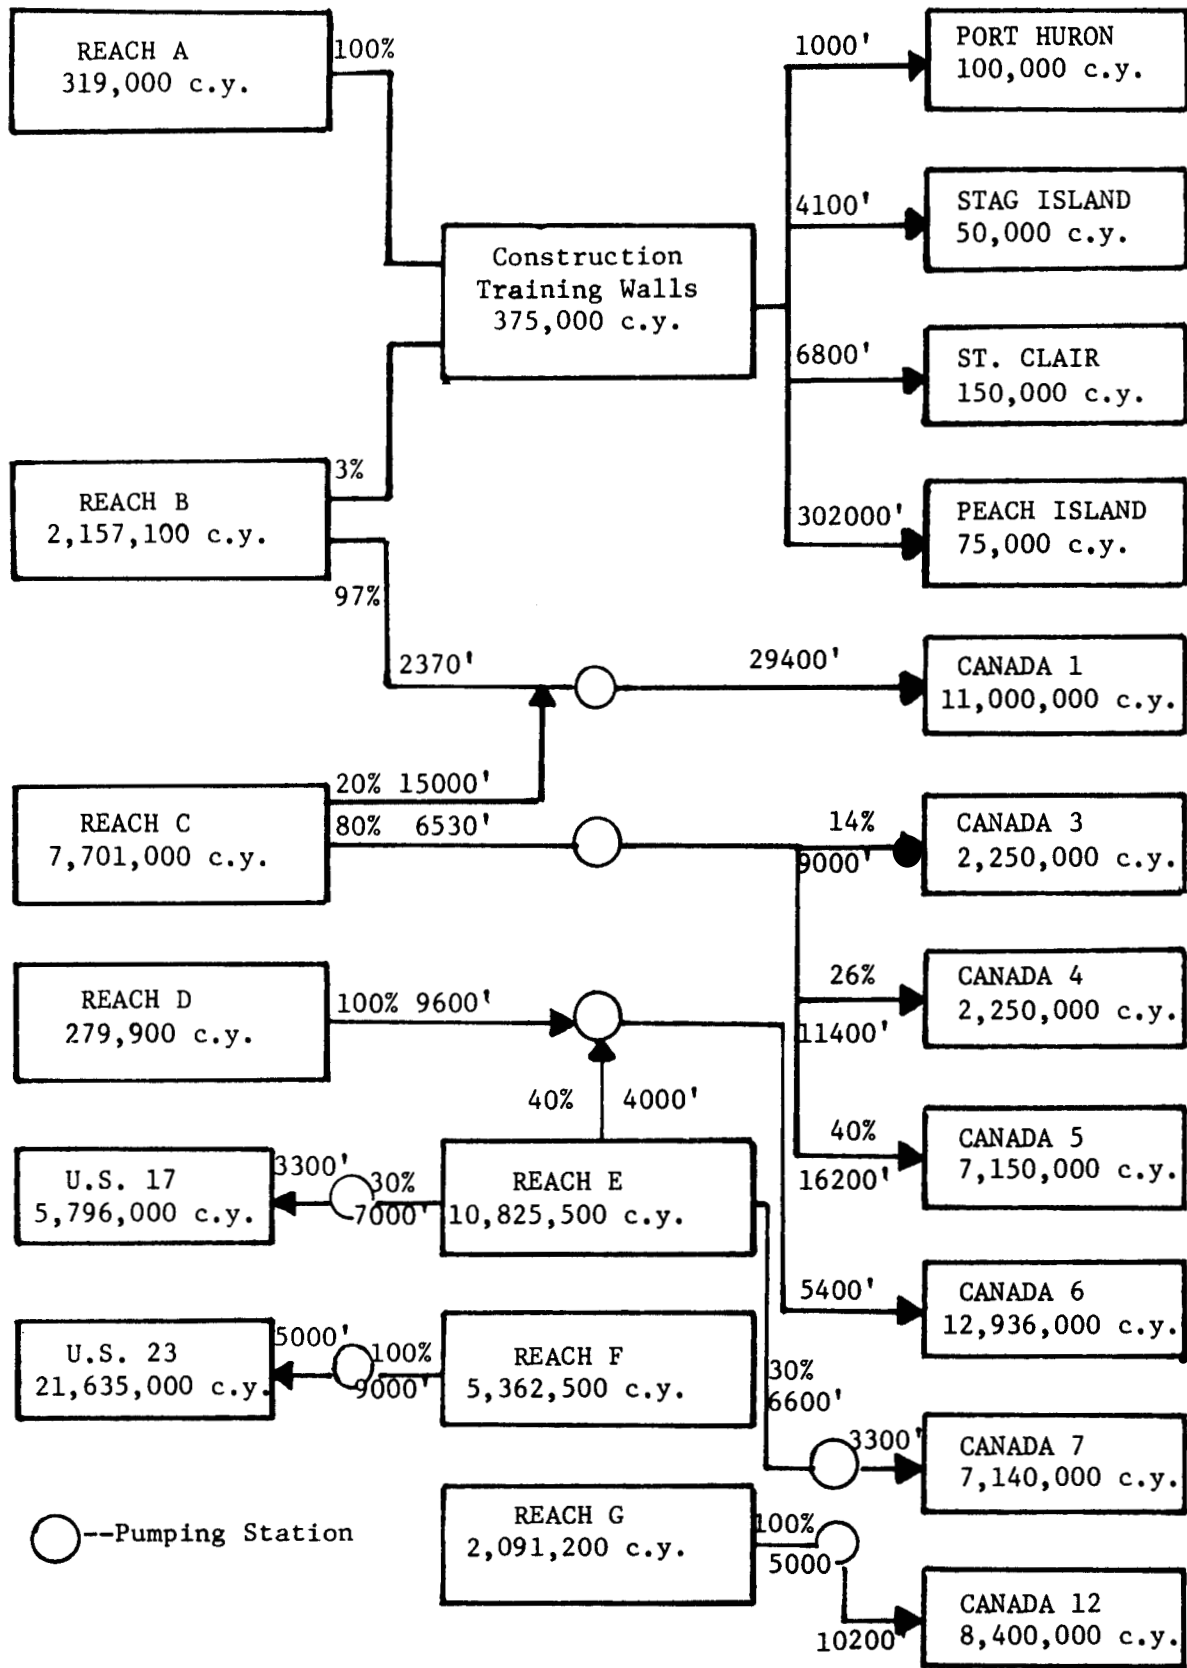 REACH A
319,000 c.y.
100%
1000'
PORT HURON
100,000 c.y.
4100'
STAG ISLAND
50,000 c.y.
Construction
Training Walls
375,000 c.y.
6800'
ST. CLAIR
150,000 c.y.
REACH B
2,157,100 c.y.
3%
97%
302000'
PEACH ISLAND
75,000 c.y.
2370'
29400'
CANADA 1
11,000,000 c.y.
REACH C
7,701,000 c.y.
20% 15000'
80% 6530'
14%
9000'
CANADA 3
2,250,000 c.y.
REACH D
279,900 c.y.
100% 9600'
26%
11400'
CANADA 4
2,250,000 c.y.
40% 4000'
40%
16200'
CANADA 5
7,150,000 c.y.
U.S. 17
5,796,000 c.y.
3300'
30%
7000'
REACH E
10,825,500 c.y.
5400'
CANADA 6
12,936,000 c.y.
U.S. 23
21,635,000 c.y.
5000'
100%
9000'
REACH F
5,362,500 c.y.
30%
6600'
3300'
CANADA 7
7,140,000 c.y.
REACH G
2,091,200 c.y.
100%
5000
10200'
CANADA 12
8,400,000 c.y.
--Pumping Station